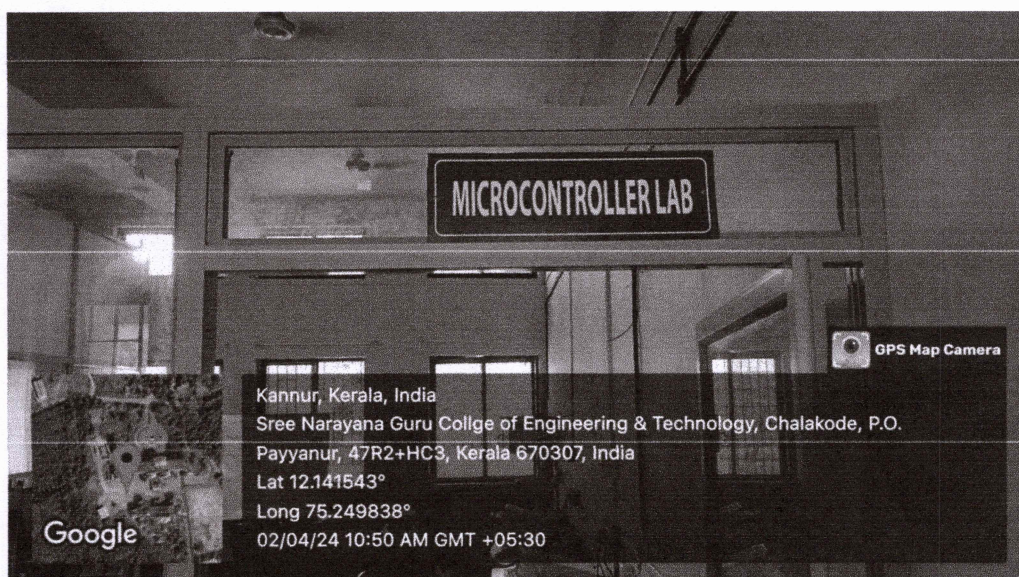 MICROCONTROLLER LAB
GPS Map Camera
Kannur, Kerala, India
Sree Narayana Guru Collge of Engineering & Technology, Chalakode, P.O.
Payyanur, 47R2+HC3, Kerala 670307, India
Lat 12.141543°
Long 75.249838°
02/04/24 10:50 AM GMT +05:30
Google